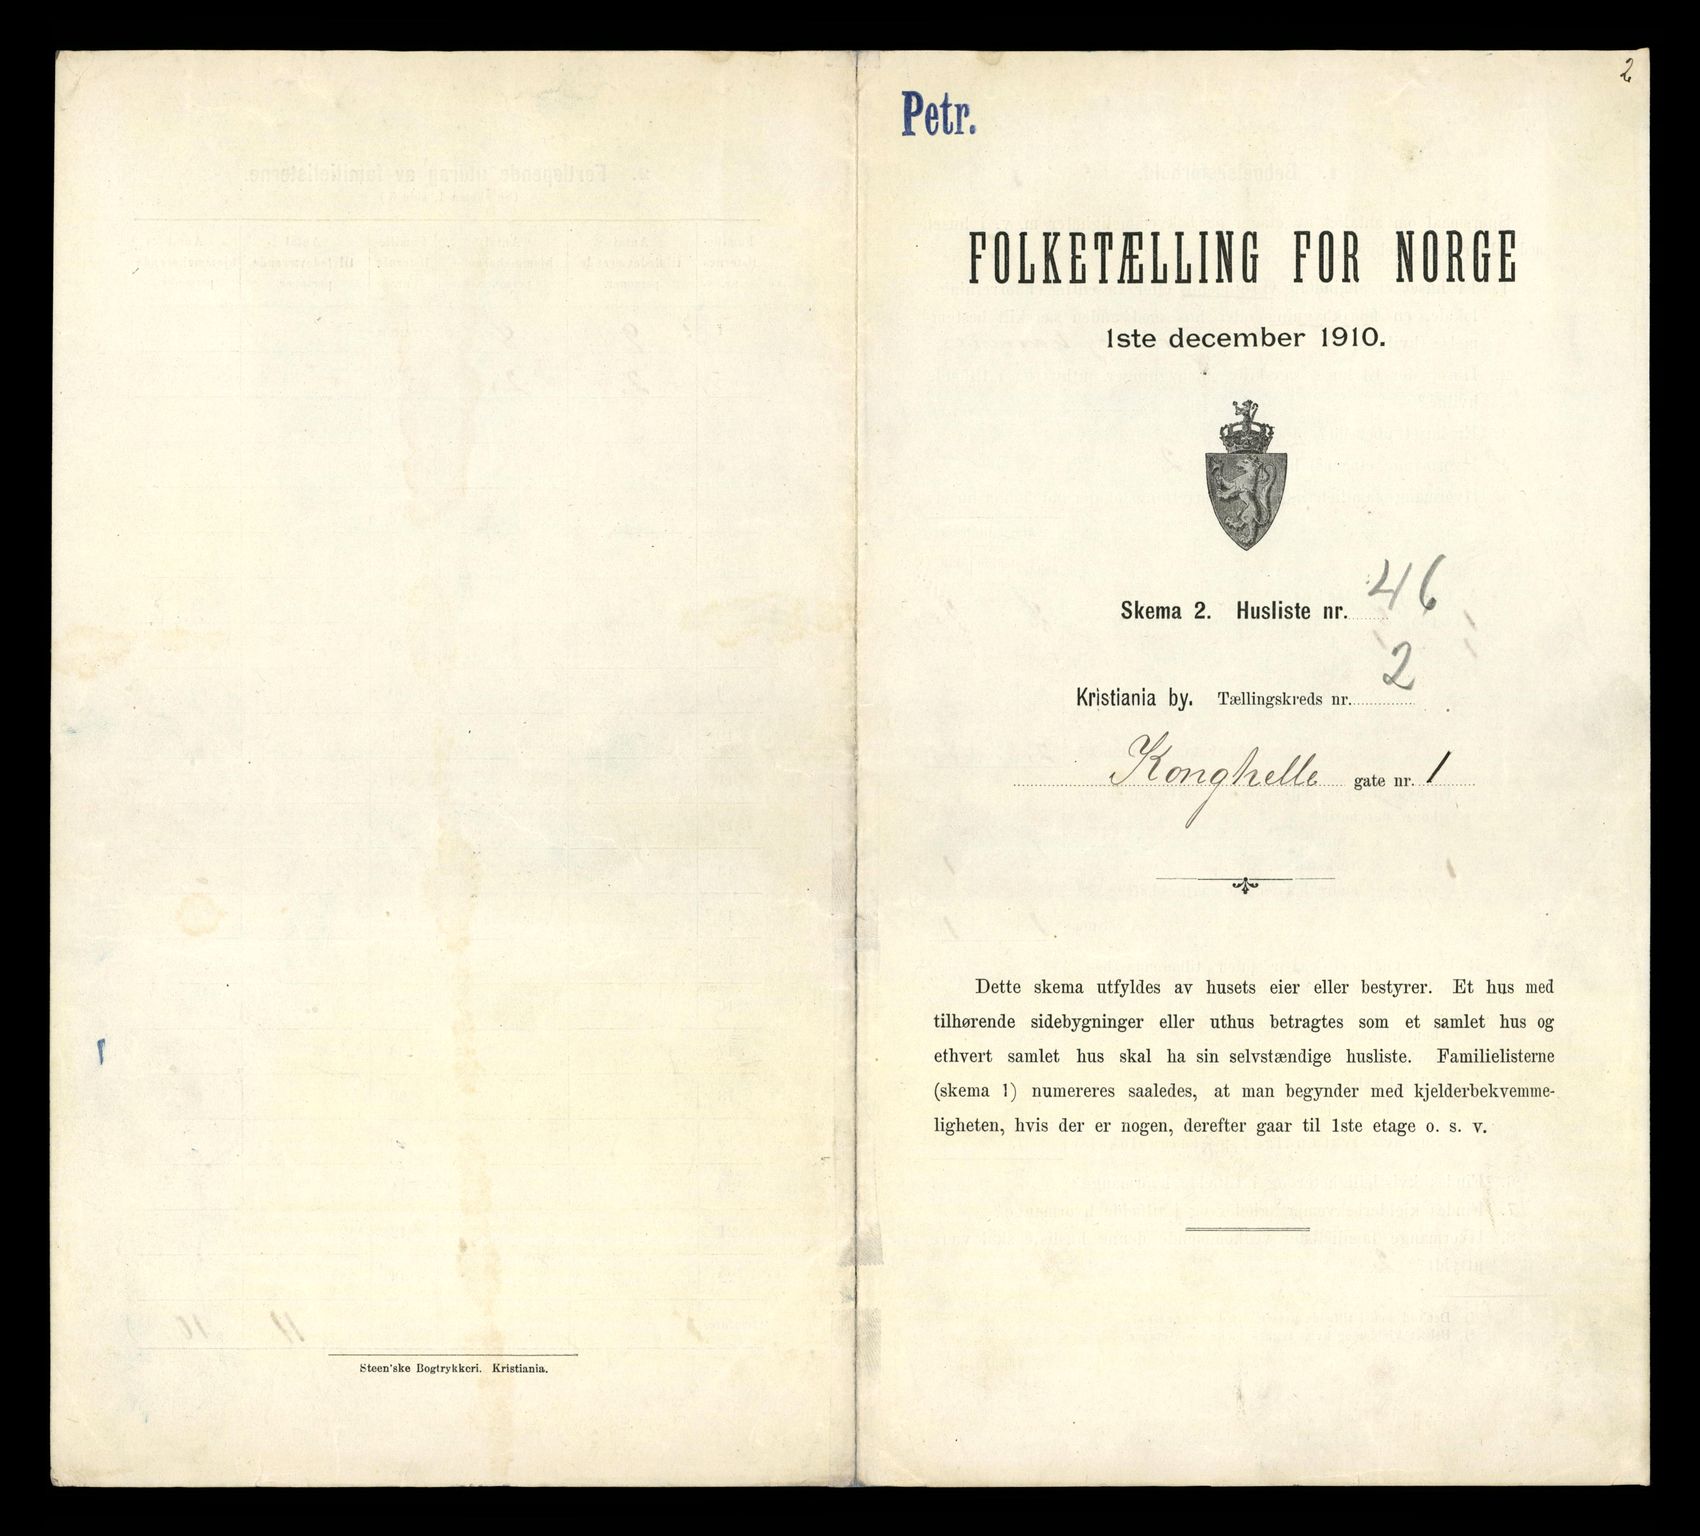 2
Petr.
FOLKETÆLLING FOR NORGE
1ste december 1910.
Skema 2. Husliste nr. 46
Kristiania by. Tællingskreds nr. 2
Konghelle gate nr. 1
Dette skema utfyldes av husets eier eller bestyrer. Et hus med
tilhørende sidebygninger eller uthus betragtes som et samlet hus og
ethvert samlet hus skal ha sin selvstændige husliste. Familielisterne
(skema 1) numereres saaledes, at man begynder med kjelderbekvemme-
ligheten, hvis der er nogen, derefter gaar til 1ste etage o. s. v.
Steen'ske Bogtrykkeri. Kristiania.